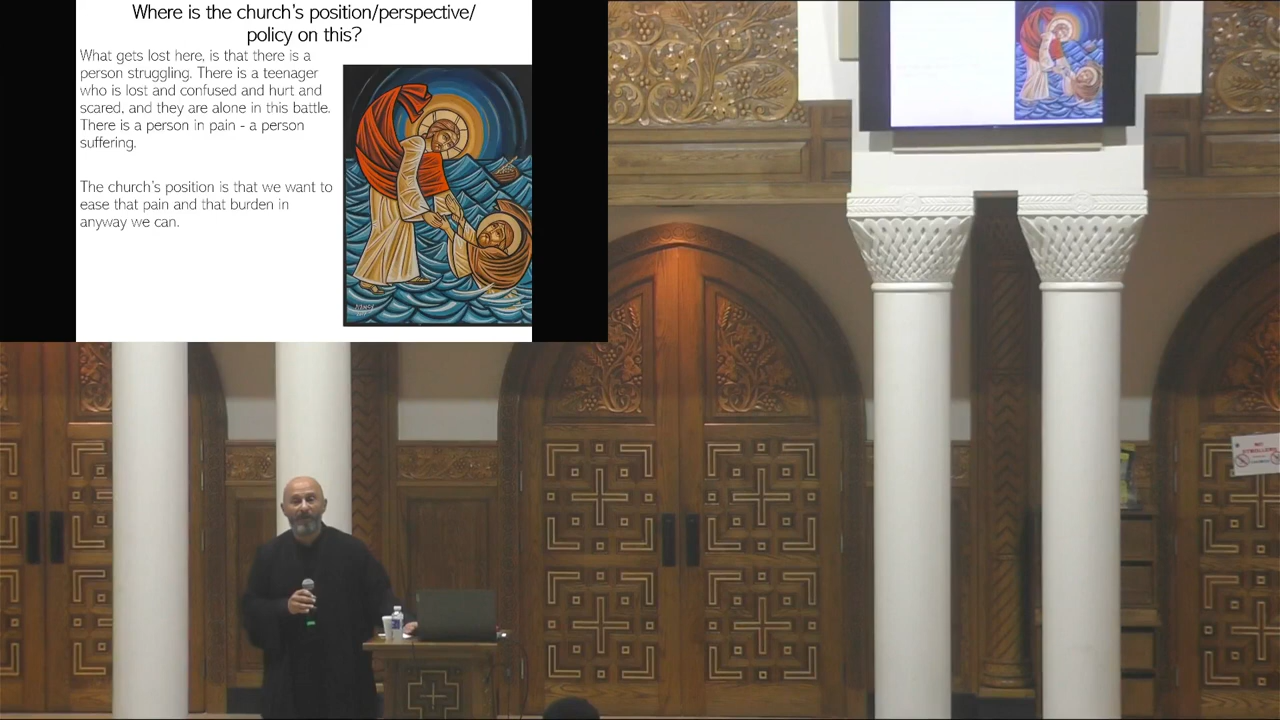 Where is the church's position/perspective/
policy on this?
What gets lost here, is that there is a
person struggling. There is a teenager
who is lost and confused and hurt and
scared, and they are alone in this battle.
There is a person in pain - a person
suffering.
The church's position is that we want to
ease that pain and that burden in
anyway we can.
NO
STROLLERS